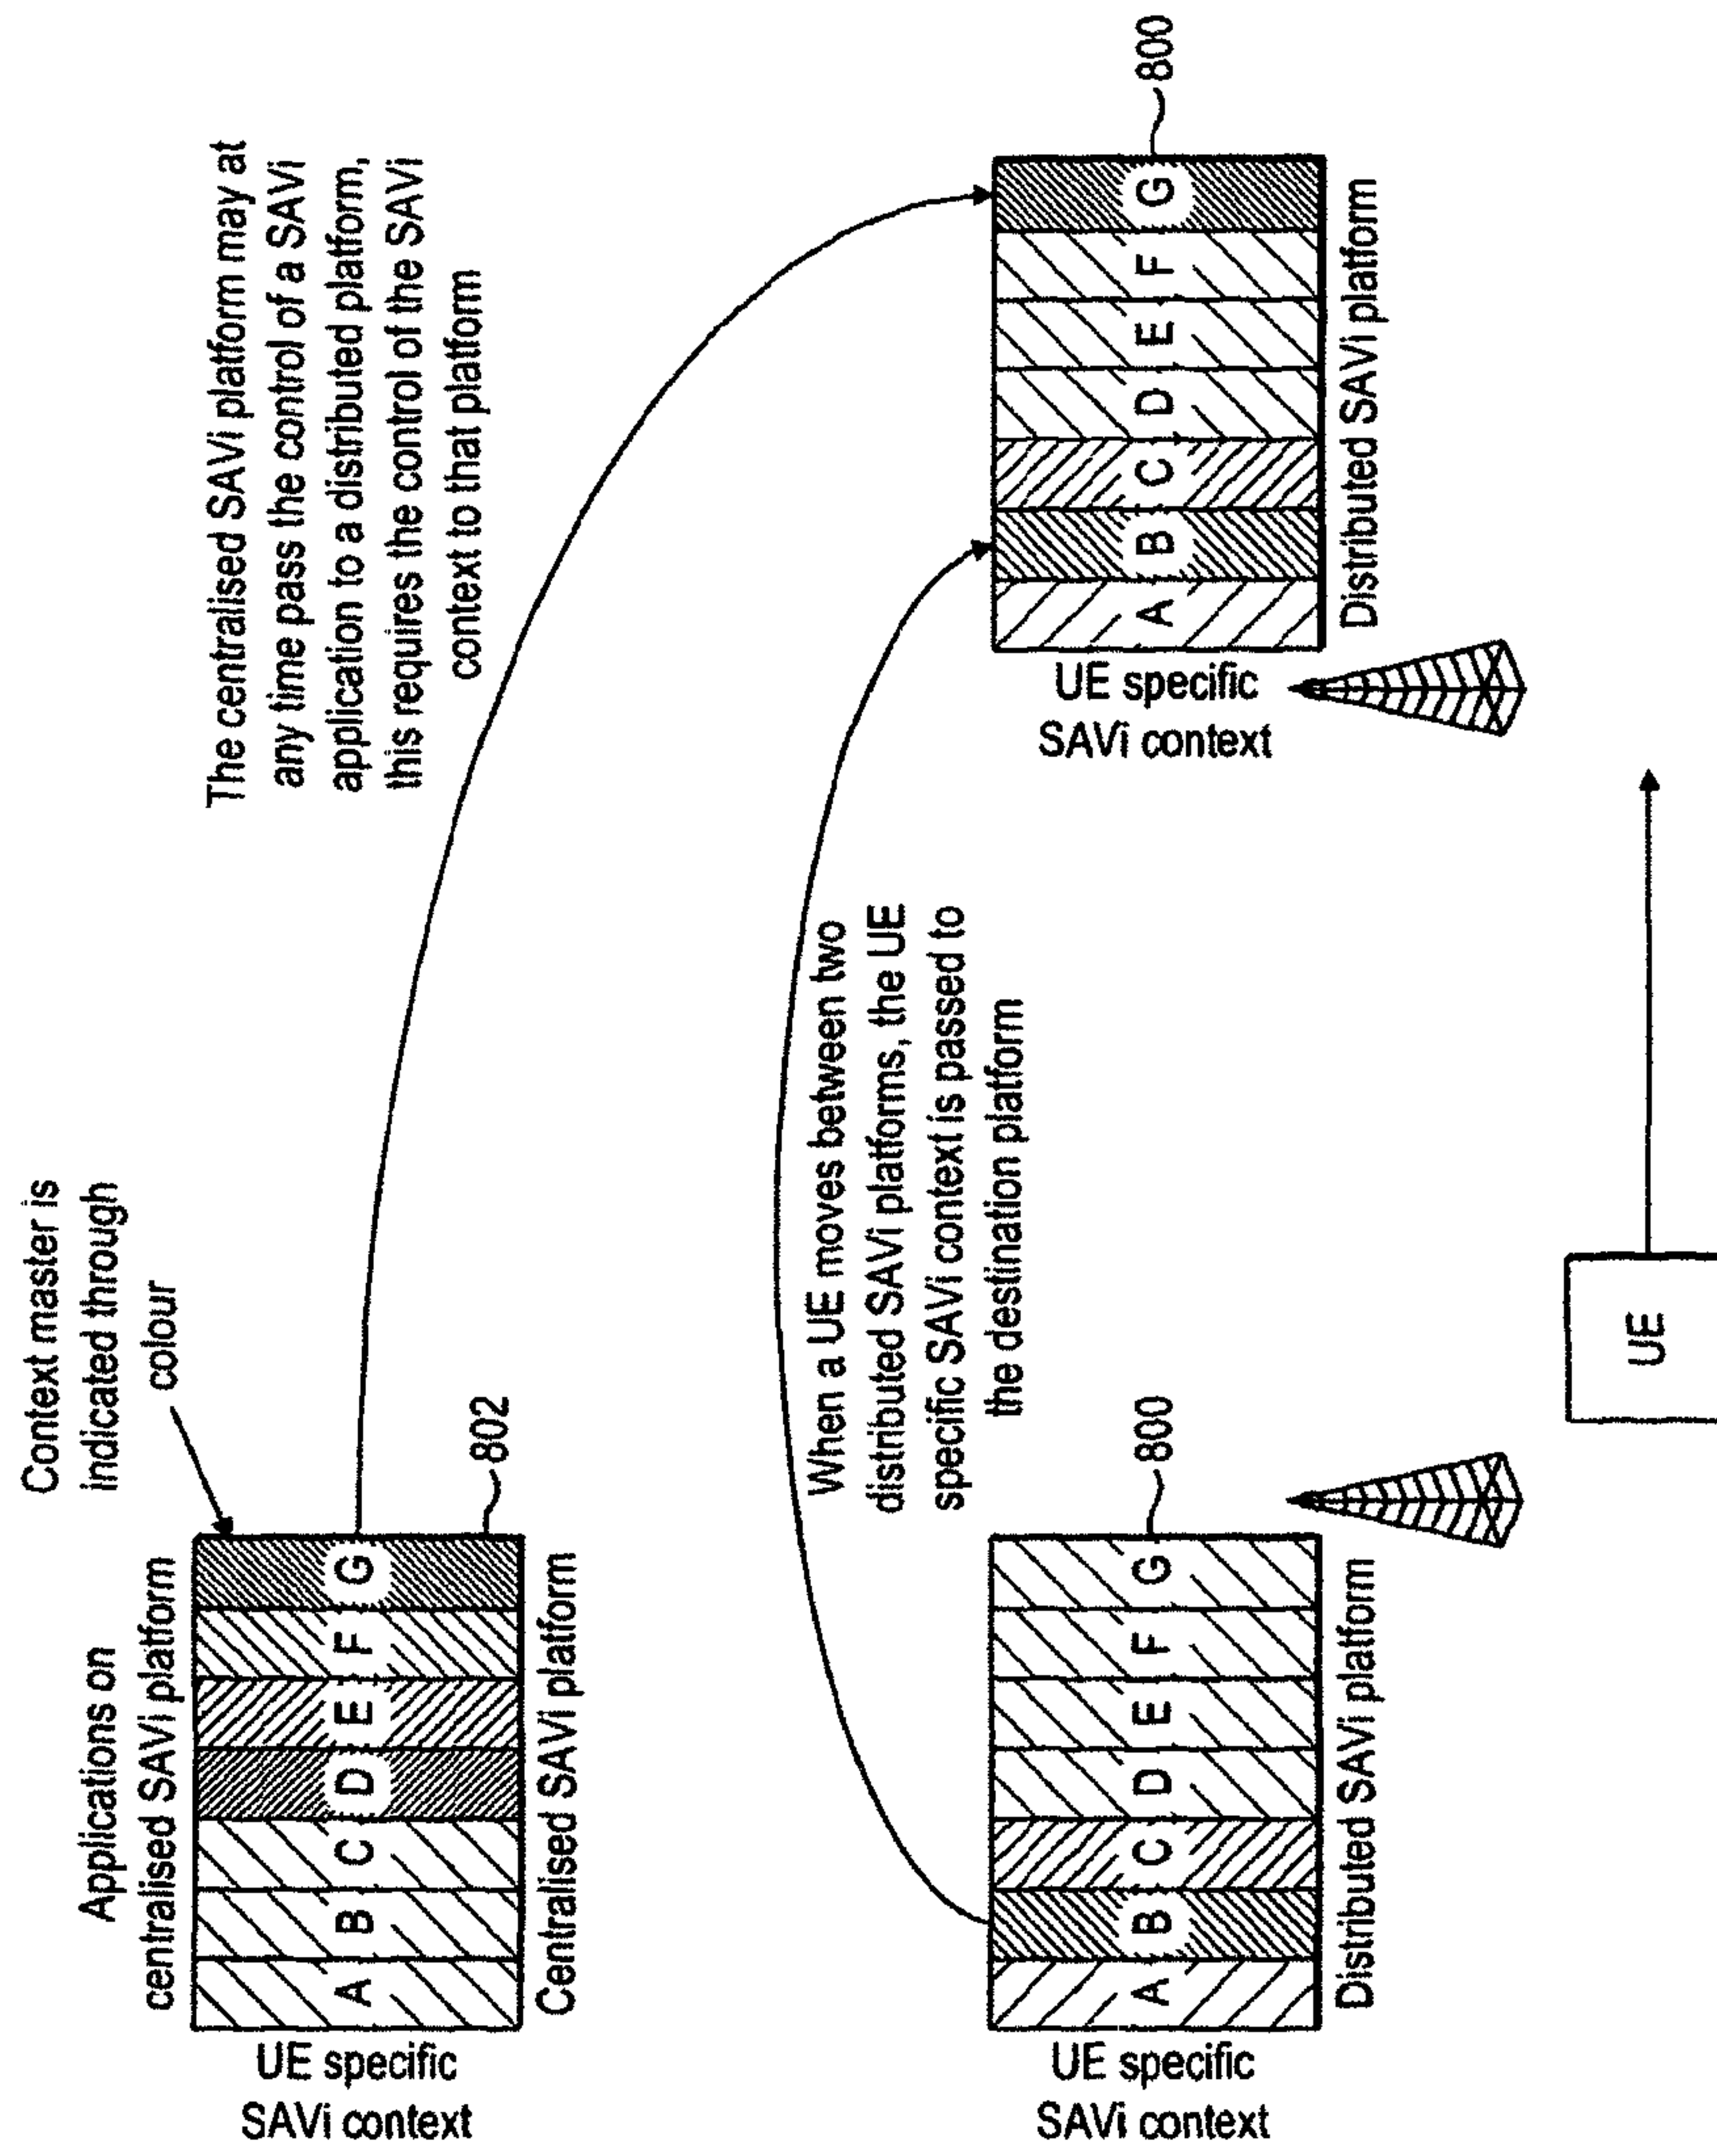 Context master is
indicated through
colour
Applications on
centralised SAVi platform
UE specific
SAVi context
A B C D E F G
802
Centralised SAVi platform
The centralised SAVi platform may at
any time pass the control of a SAVi
application to a distributed platform,
this requires the control of the SAVi
context to that platform
When a UE moves between two
distributed SAVi platforms, the UE
specific SAVi context is passed to
the destination platform
UE specific
SAVi context
A B C D E F G
800
Distributed SAVi platform
UE specific
SAVi context
A B C D E F G
800
Distributed SAVi platform
UE